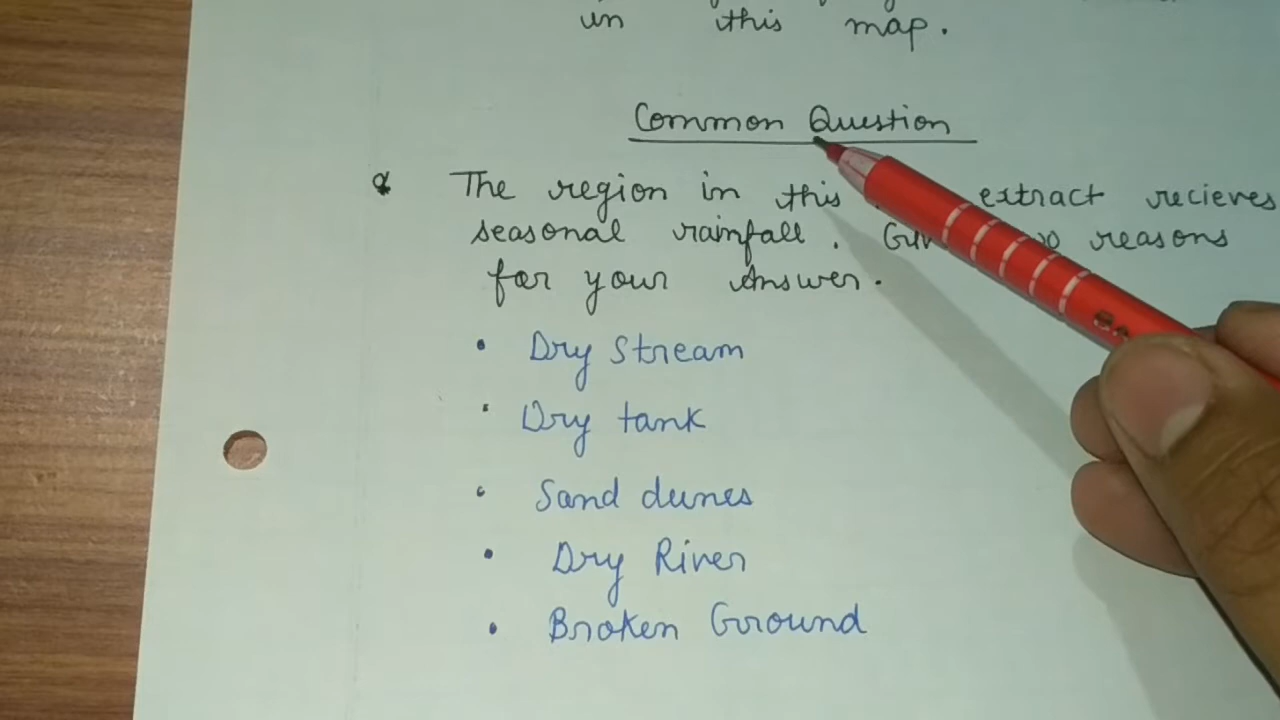 in this map.
Common Question
The region in this extract recieves
seasonal rainfall. reasons
for your Answer.
• Dry Stream
• Dry tank
• Sand dunes
• Dry River
• Broken Ground